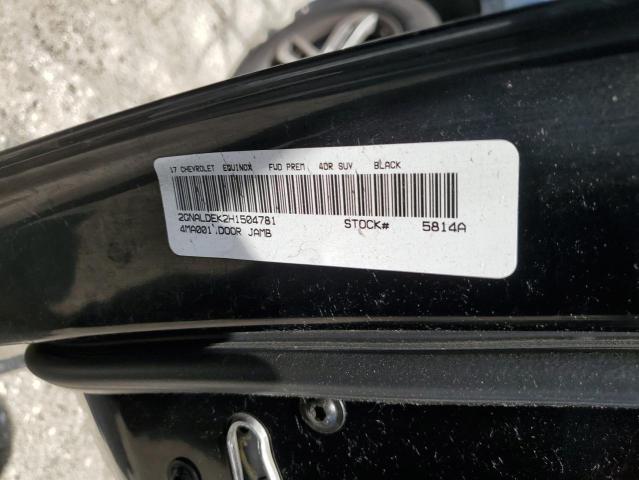 17 CHEVROLET EQUINOX FWD PREM 4DR SUV BLACK
2GNALDEK2H1504781 STOCK# 5814A
4MA001 DOOR JAMB